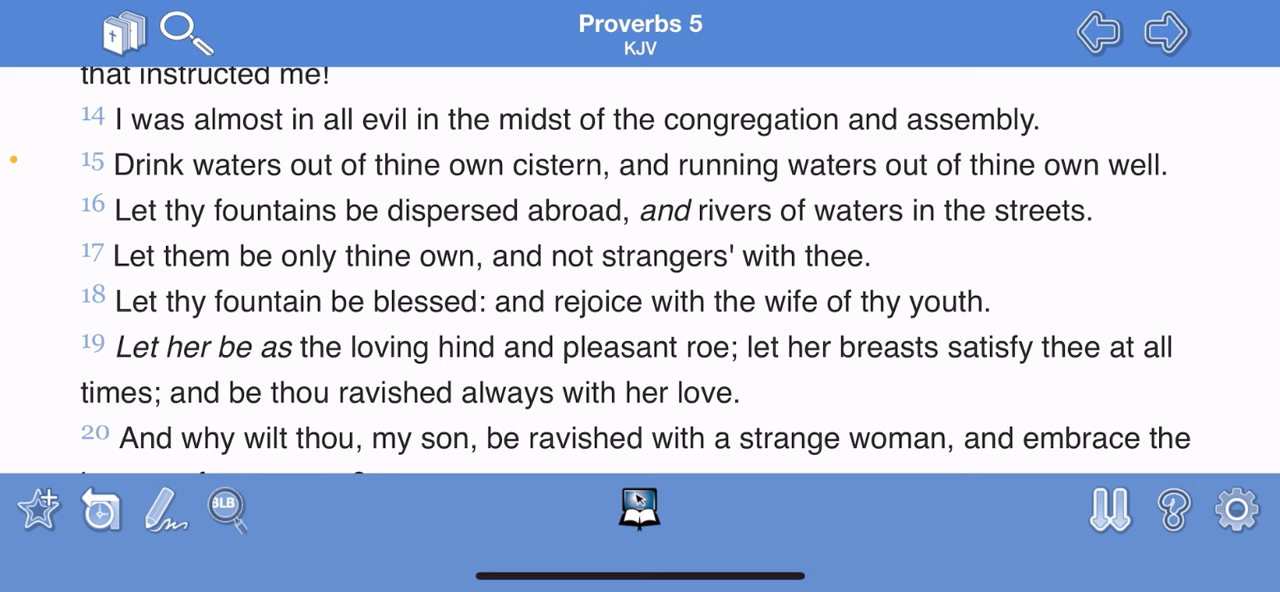 Proverbs 5
KJV
that instructed me!
14 I was almost in all evil in the midst of the congregation and assembly.
15 Drink waters out of thine own cistern, and running waters out of thine own well.
16 Let thy fountains be dispersed abroad, and rivers of waters in the streets.
17 Let them be only thine own, and not strangers' with thee.
18 Let thy fountain be blessed: and rejoice with the wife of thy youth.
19 Let her be as the loving hind and pleasant roe; let her breasts satisfy thee at all
times; and be thou ravished always with her love.
20 And why wilt thou, my son, be ravished with a strange woman, and embrace the
BLB